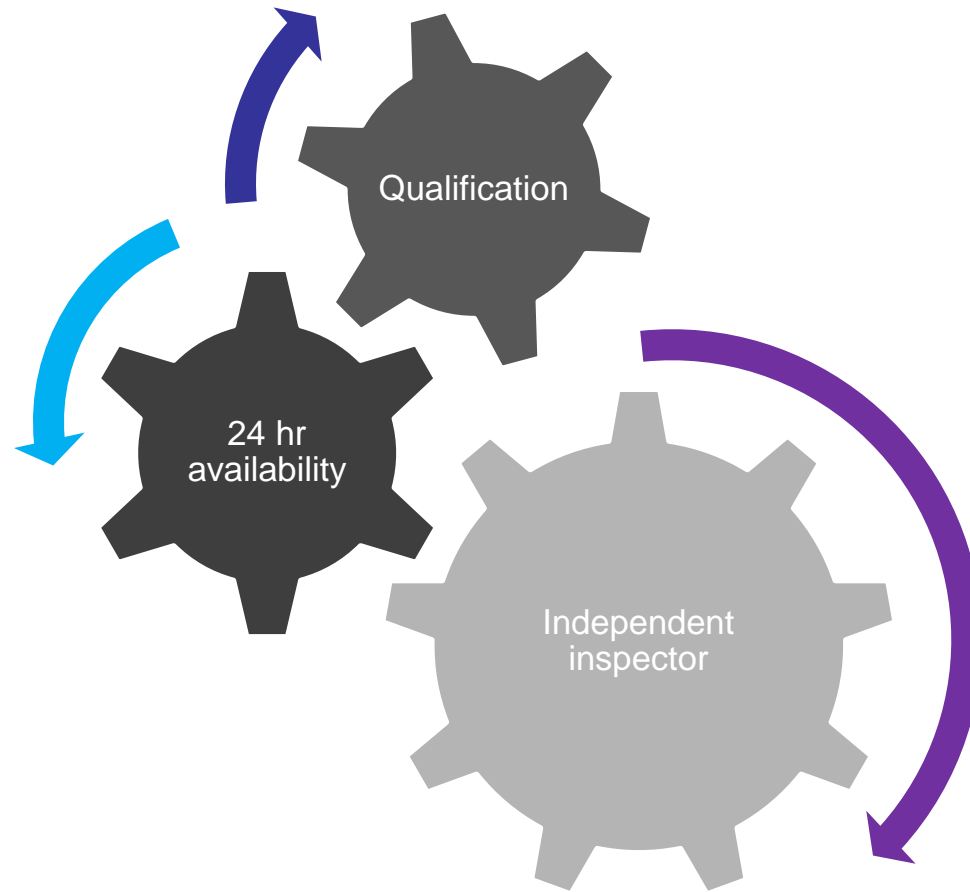 Qualification
24 hr
availability
Independent
inspector